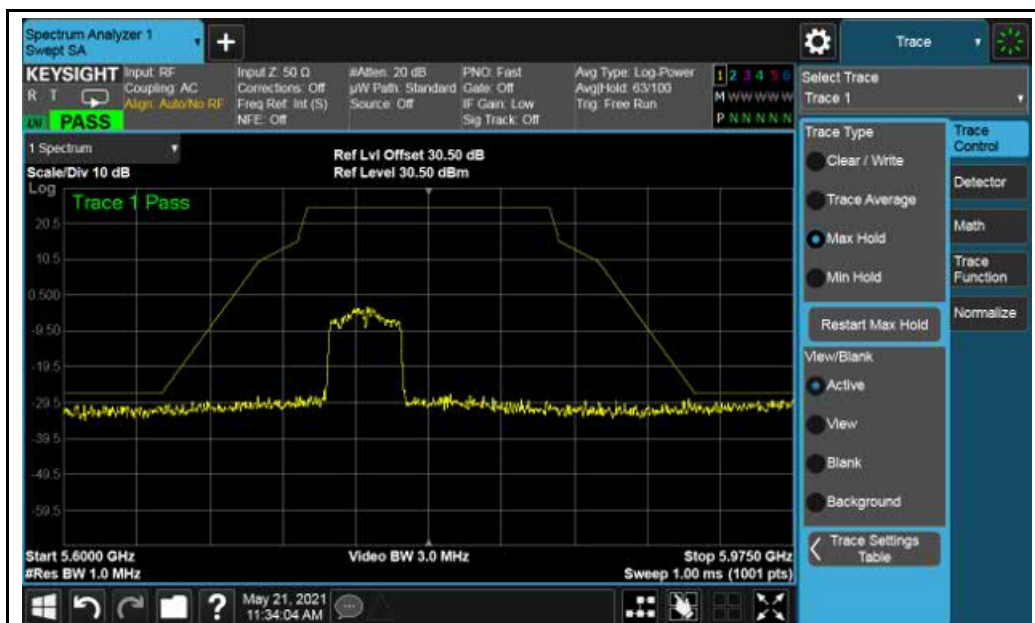 Spectrum Analyzer 1
Swept SA
KEYSIGHT
R T
PASS
Input: RF
Coupling: AC
Align: Auto/No RF
Input Z: 50 Ω
Corrections: Off
Freq Ref: Int (S)
NFE: Off
#Atten: 20 dB
µW Path: Standard
Source: Off
PNO: Fast
Gate: Off
IF Gain: Low
Sig Track: Off
Avg Type: Log-Power
Avg|Hold: 63/100
Trig: Free Run
1 2 3 4 5 6
M W W W W W
P N N N N N
1 Spectrum
Scale/Div 10 dB
Ref Lvl Offset 30.50 dB
Ref Level 30.50 dBm
Log
Trace 1 Pass
20.5
10.5
0.500
-9.50
-19.5
-29.5
-39.5
-49.5
-59.5
Start 5.6000 GHz
#Res BW 1.0 MHz
Video BW 3.0 MHz
Stop 5.9750 GHz
Sweep 1.00 ms (1001 pts)
May 21, 2021
11:34:04 AM
Trace
Select Trace
Trace 1
Trace Type
Clear / Write
Trace Average
Max Hold
Min Hold
Restart Max Hold
View/Blank
Active
View
Blank
Background
Trace Settings
Table
Trace
Control
Detector
Math
Trace
Function
Normalize